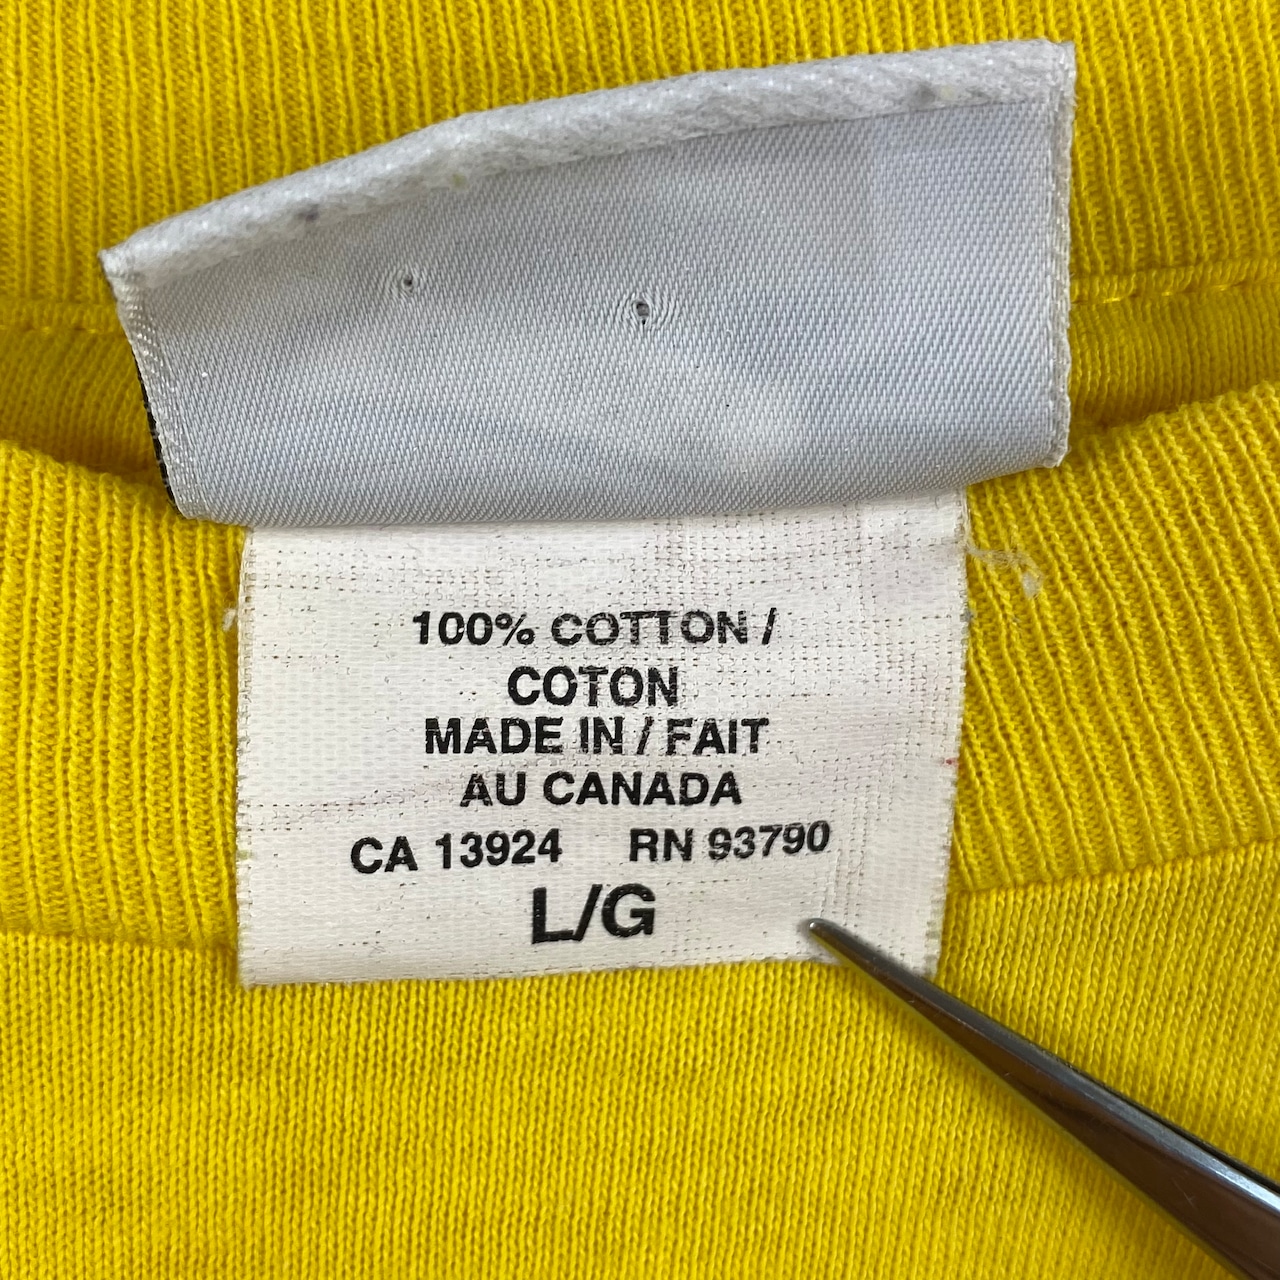 100% COTTON /
COTON
MADE IN / FAIT
AU CANADA
CA 13924 RN 93790
L/G